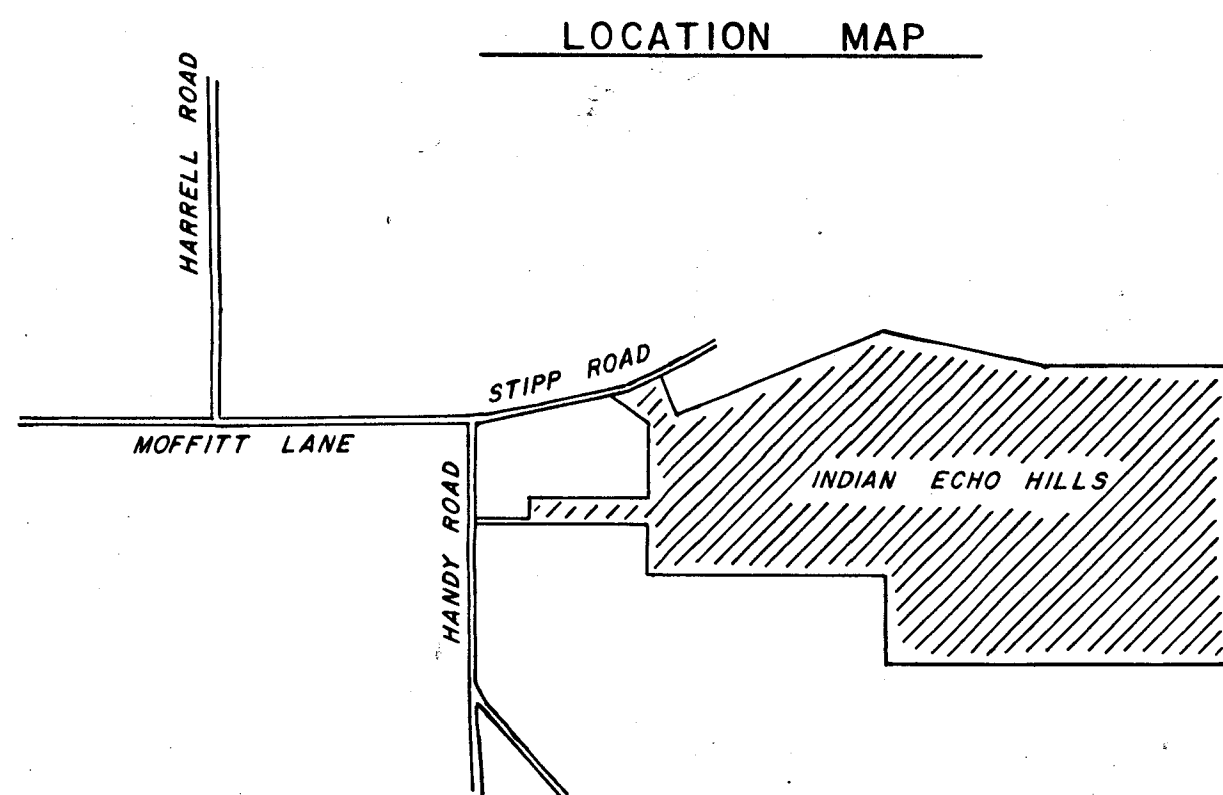 LOCATION MAP
HARRELL ROAD
STIPP ROAD
MOFFITT LANE
HANDY ROAD
INDIAN ECHO HILLS